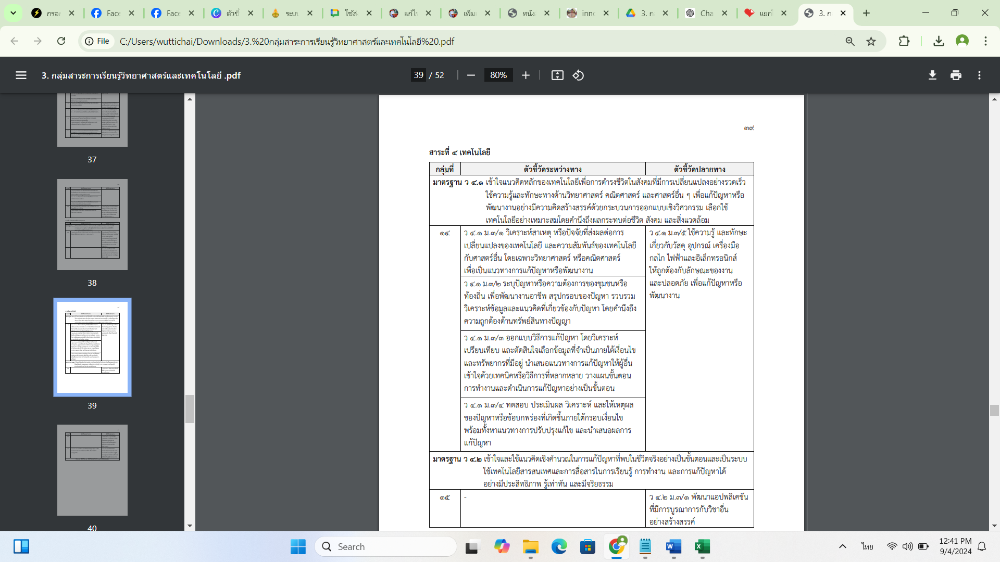 กรอก
Face
Face
ตัวชี้
ระบบ
ใช้ส่ง
แก้ไข
เพิ่ม
หนัง
inno
3. ก
Cha
แยกไ
3. ก
File
C:/Users/wuttichai/Downloads/3.%20กลุ่มสาระการเรียนรู้วิทยาศาสตร์และเทคโนโลยี%20.pdf
3. กลุ่มสาระการเรียนรู้วิทยาศาสตร์และเทคโนโลยี .pdf
39 / 52
80%
37
38
39
40
๓๙
สาระที่ ๔ เทคโนโลยี
กลุ่มที่ ตัวชี้วัดระหว่างทาง ตัวชี้วัดปลายทาง
มาตรฐาน ว ๔.๑ เข้าใจแนวคิดหลักของเทคโนโลยีเพื่อการดำรงชีวิตในสังคมที่มีการเปลี่ยนแปลงอย่างรวดเร็ว
ใช้ความรู้และทักษะทางด้านวิทยาศาสตร์ คณิตศาสตร์ และศาสตร์อื่น ๆ เพื่อแก้ปัญหาหรือ
พัฒนางานอย่างมีความคิดสร้างสรรค์ด้วยกระบวนการออกแบบเชิงวิศวกรรม เลือกใช้
เทคโนโลยีอย่างเหมาะสมโดยคำนึงถึงผลกระทบต่อชีวิต สังคม และสิ่งแวดล้อม
๑๔
ว ๔.๑ ม.๓/๑ วิเคราะห์สาเหตุ หรือปัจจัยที่ส่งผลต่อการ
เปลี่ยนแปลงของเทคโนโลยี และความสัมพันธ์ของเทคโนโลยี
กับศาสตร์อื่น โดยเฉพาะวิทยาศาสตร์ หรือคณิตศาสตร์
เพื่อเป็นแนวทางการแก้ปัญหาหรือพัฒนางาน
ว ๔.๑ ม.๓/๒ ระบุปัญหาหรือความต้องการของชุมชนหรือ
ท้องถิ่น เพื่อพัฒนางานอาชีพ สรุปกรอบของปัญหา รวบรวม
วิเคราะห์ข้อมูลและแนวคิดที่เกี่ยวข้องกับปัญหา โดยคำนึงถึง
ความถูกต้องด้านทรัพย์สินทางปัญญา
ว ๔.๑ ม.๓/๓ ออกแบบวิธีการแก้ปัญหา โดยวิเคราะห์
เปรียบเทียบ และตัดสินใจเลือกข้อมูลที่จำเป็นภายใต้เงื่อนไข
และทรัพยากรที่มีอยู่ นำเสนอแนวทางการแก้ปัญหาให้ผู้อื่น
เข้าใจด้วยเทคนิคหรือวิธีการที่หลากหลาย วางแผนขั้นตอน
การทำงานและดำเนินการแก้ปัญหาอย่างเป็นขั้นตอน
ว ๔.๑ ม.๓/๔ ทดสอบ ประเมินผล วิเคราะห์ และให้เหตุผล
ของปัญหาหรือข้อบกพร่องที่เกิดขึ้นภายใต้กรอบเงื่อนไข
พร้อมทั้งหาแนวทางการปรับปรุงแก้ไข และนำเสนอผลการ
แก้ปัญหา
ว ๔.๑ ม.๓/๕ ใช้ความรู้ และทักษะ
เกี่ยวกับวัสดุ อุปกรณ์ เครื่องมือ
กลไก ไฟฟ้าและอิเล็กทรอนิกส์
ให้ถูกต้องกับลักษณะของงาน
และปลอดภัย เพื่อแก้ปัญหาหรือ
พัฒนางาน
มาตรฐาน ว ๔.๒ เข้าใจและใช้แนวคิดเชิงคำนวณในการแก้ปัญหาที่พบในชีวิตจริงอย่างเป็นขั้นตอนและเป็นระบบ
ใช้เทคโนโลยีสารสนเทศและการสื่อสารในการเรียนรู้ การทำงาน และการแก้ปัญหาได้
อย่างมีประสิทธิภาพ รู้เท่าทัน และมีจริยธรรม
๑๕
-
ว ๔.๒ ม.๓/๑ พัฒนาแอปพลิเคชัน
ที่มีการบูรณาการกับวิชาอื่น
อย่างสร้างสรรค์
Search
ไทย
12:41 PM
9/4/2024